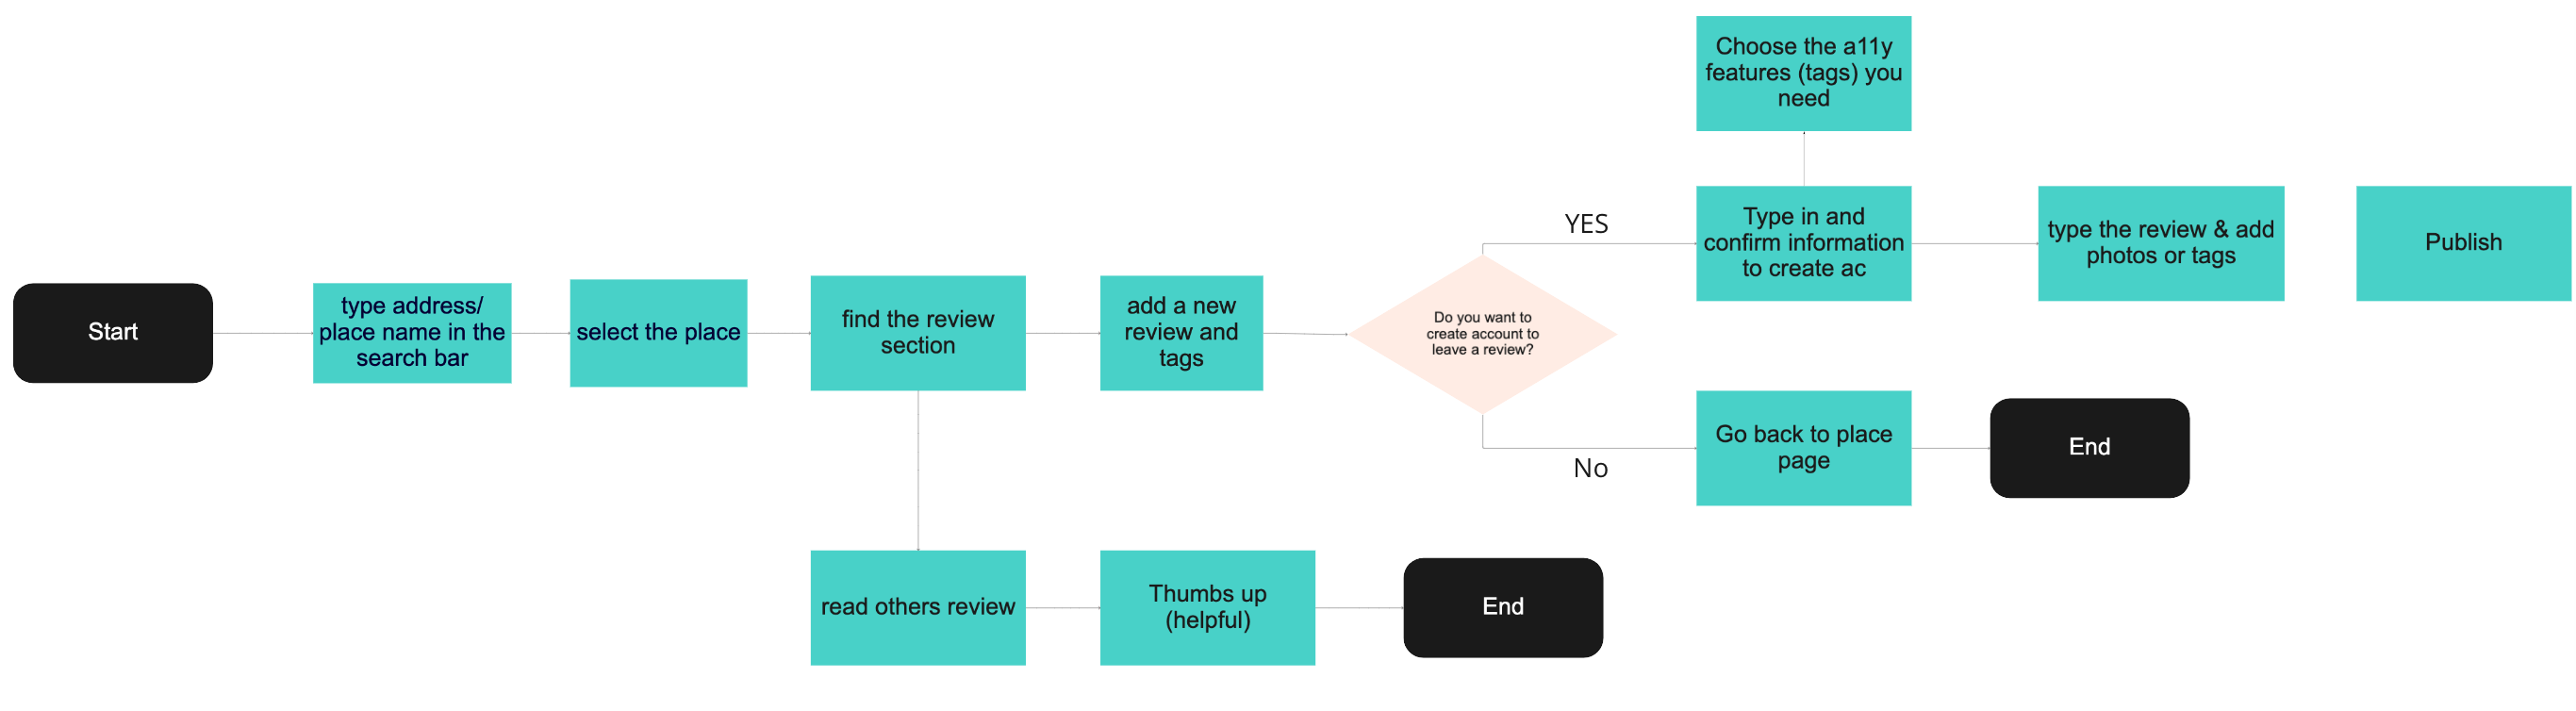 Choose the a11y
features (tags) you
need
YES
Type in and
confirm information
to create ac
type the review & add
photos or tags
Publish
Start
type address/
place name in the
search bar
select the place
find the review
section
add a new
review and
tags
Do you want to
create account to
leave a review?
No
Go back to place
page
End
read others review
Thumbs up
(helpful)
End